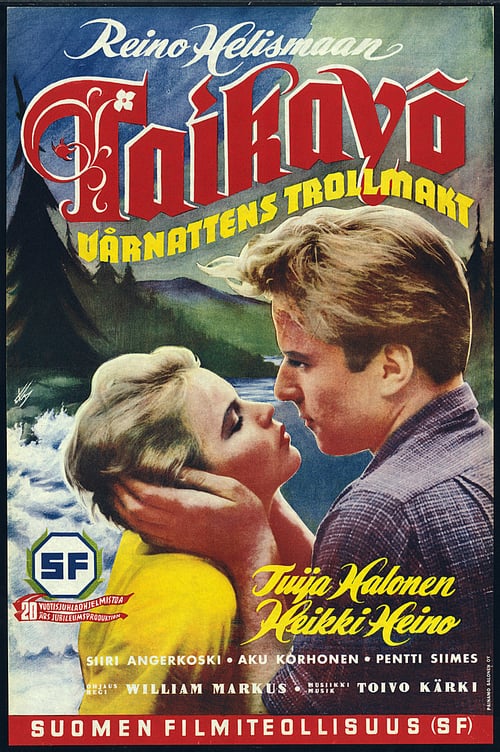 Reino Helismaan
Taikayö
VÅRNATTENS TROLLMAKT
SF
20 VUOTISJUHLAOHJELMISTOA
ÅRS JUBILEUMSPRODUKTION
Tuija Halonen
Heikki Heino
SIIRI ANGERKOSKI • AKU KORHONEN • PENTTI SIIMES
OHJAUS REGI WILLIAM MARKUS • MUSIIKKI MUSIK TOIVO KÄRKI
SUOMEN FILMITEOLLISUUS (SF)